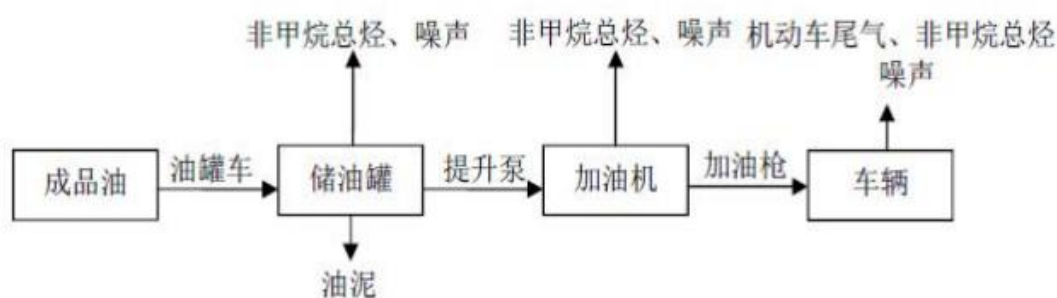 非甲烷总烃、噪声
非甲烷总烃、噪声
机动车尾气、非甲烷总烃
噪声
成品油
油罐车
储油罐
提升泵
加油机
加油枪
车辆
油泥